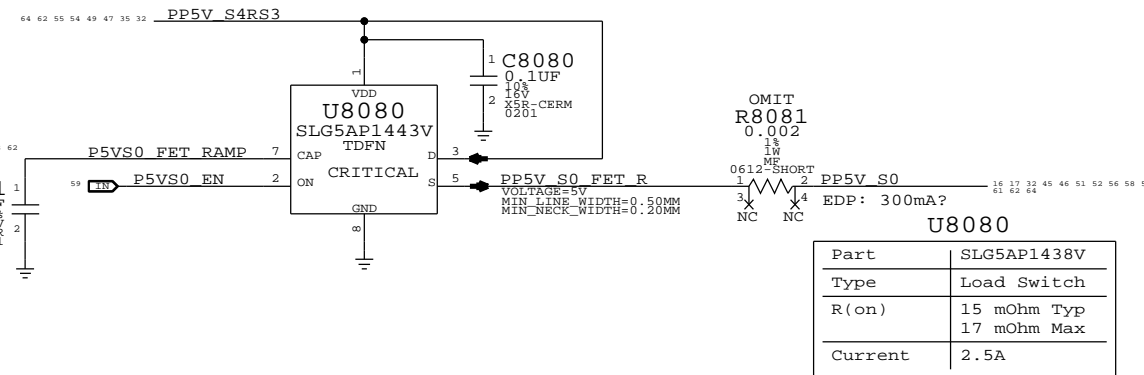 64 62 55 54 49 47 35 32 PP5V_S4RS3
1
VDD
U8080
SLG5AP1443V
TDFN
CRITICAL
CAP
ON
D
S
GND
8
1 C8080
0.1UF
10%
16V
2 X5R-CERM
0201
62
P5VS0_FET_RAMP 7
59 IN P5VS0_EN 2
1
2
3
5 PP5V_S0_FET_R
VOLTAGE=5V
MIN_LINE_WIDTH=0.50MM
MIN_NECK_WIDTH=0.20MM
OMIT
R8081
0.002
1%
1W
MF
0612-SHORT
1 2
3 4
NC NC
PP5V_S0 16 17 32 45 46 51 52 56 58
61 62 64
EDP: 300mA?
U8080
Part SLG5AP1438V
Type Load Switch
R(on) 15 mOhm Typ
17 mOhm Max
Current 2.5A